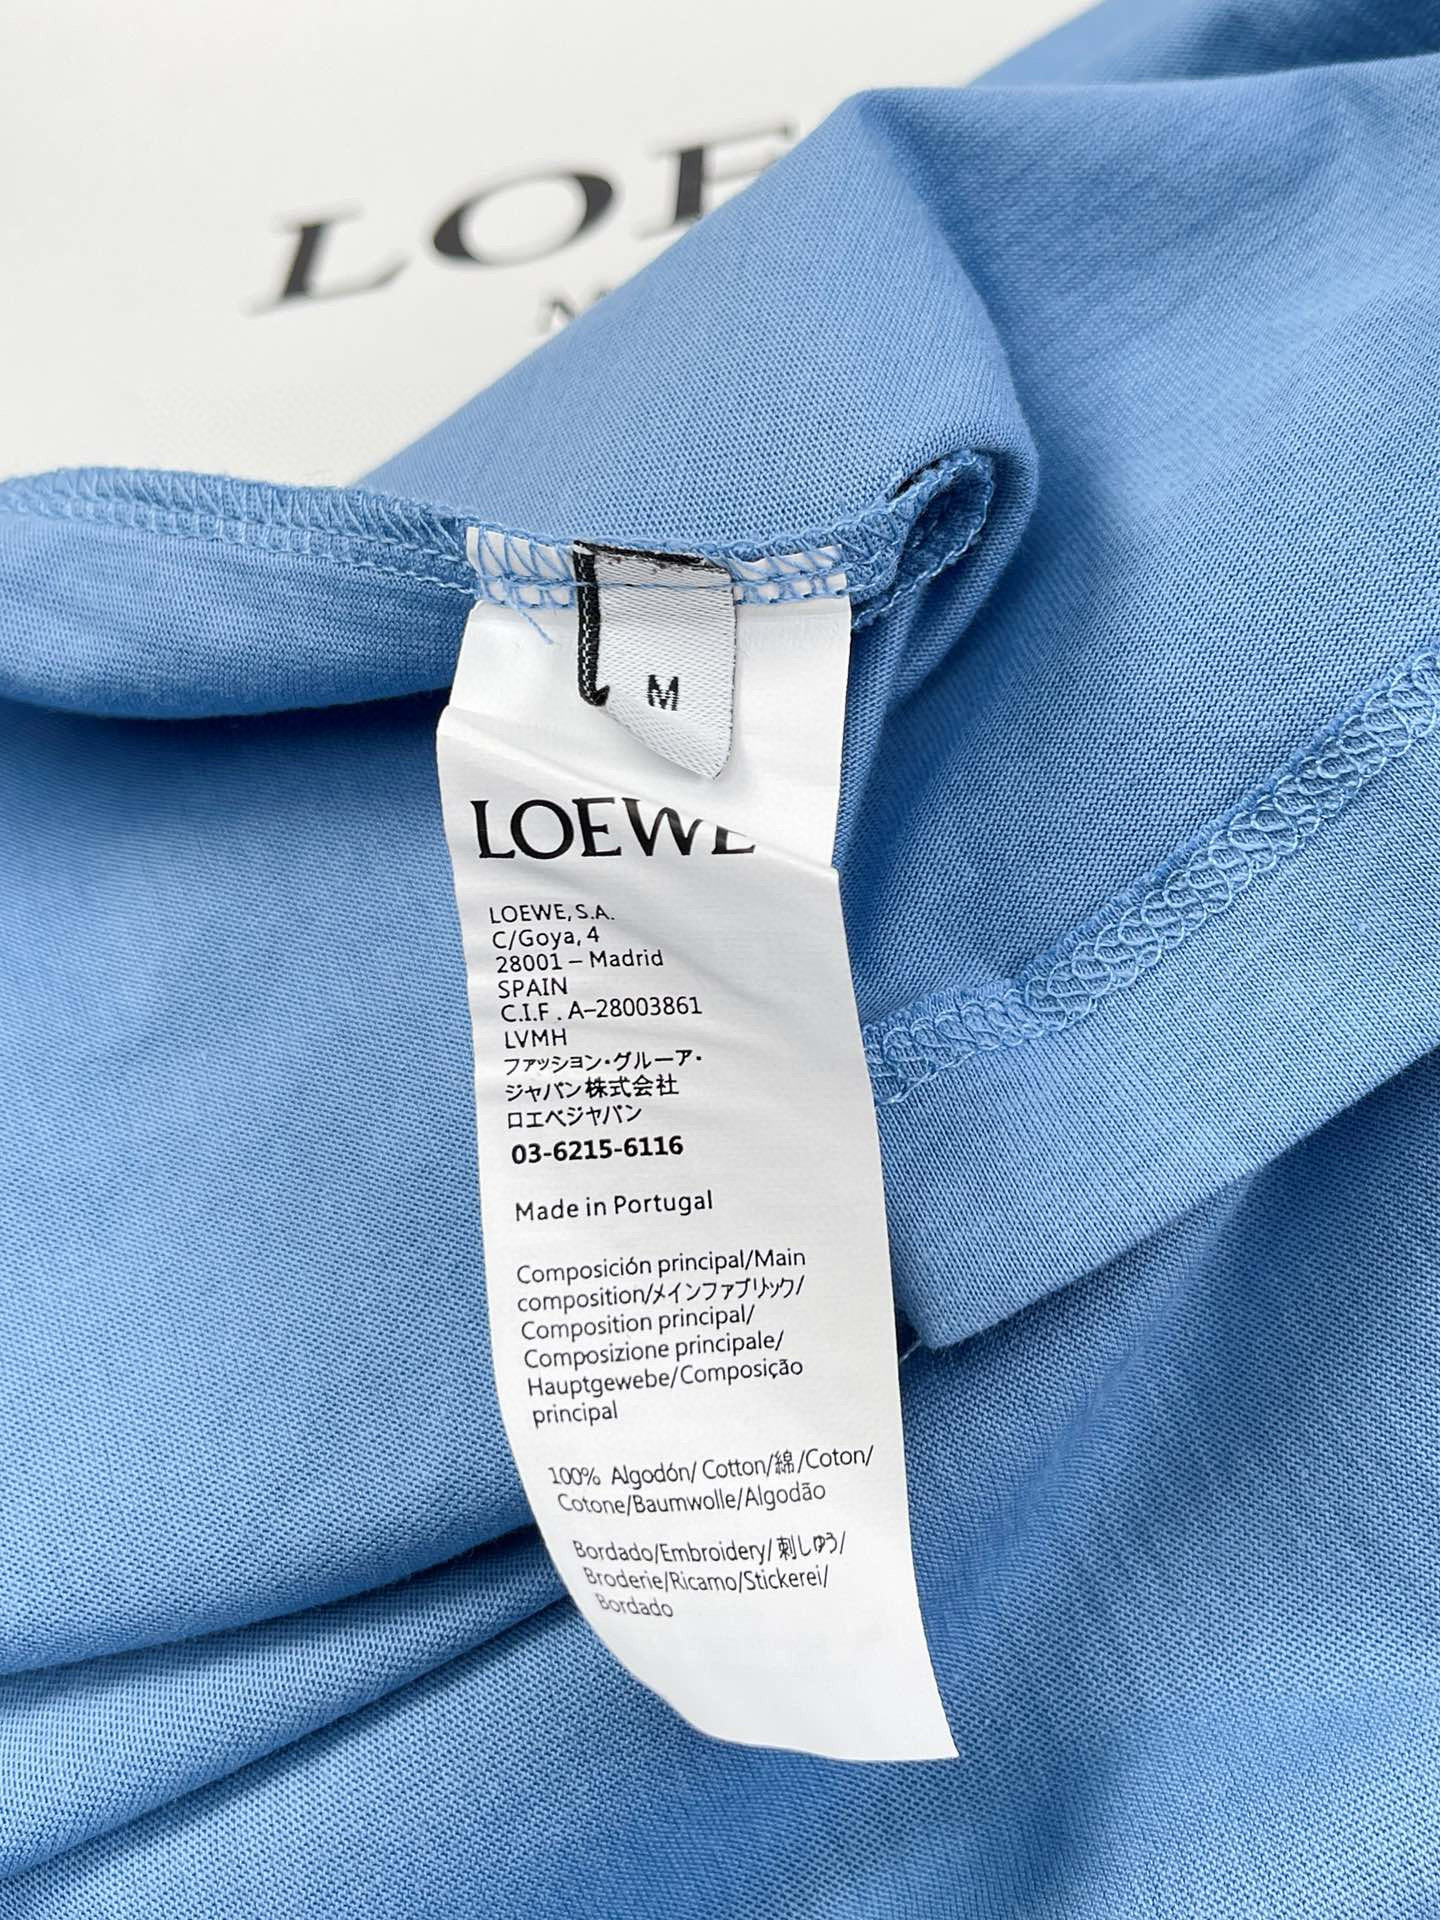 LOE
M
LOEWE
LOEWE, S.A.
C/Goya, 4
28001 – Madrid
SPAIN
C.I.F . A–28003861
LVMH
ファッション・グルーア・
ジャパン株式会社
ロエベジャパン
03-6215-6116
Made in Portugal
Composición principal/Main
composition/メインファブリック/
Composition principal/
Composizione principale/
Hauptgewebe/Composição
principal
100% Algodón/ Cotton/綿/Coton/
Cotone/Baumwolle/Algodão
Bordado/Embroidery/刺しゅう/
Broderie/Ricamo/Stickerei/
Bordado